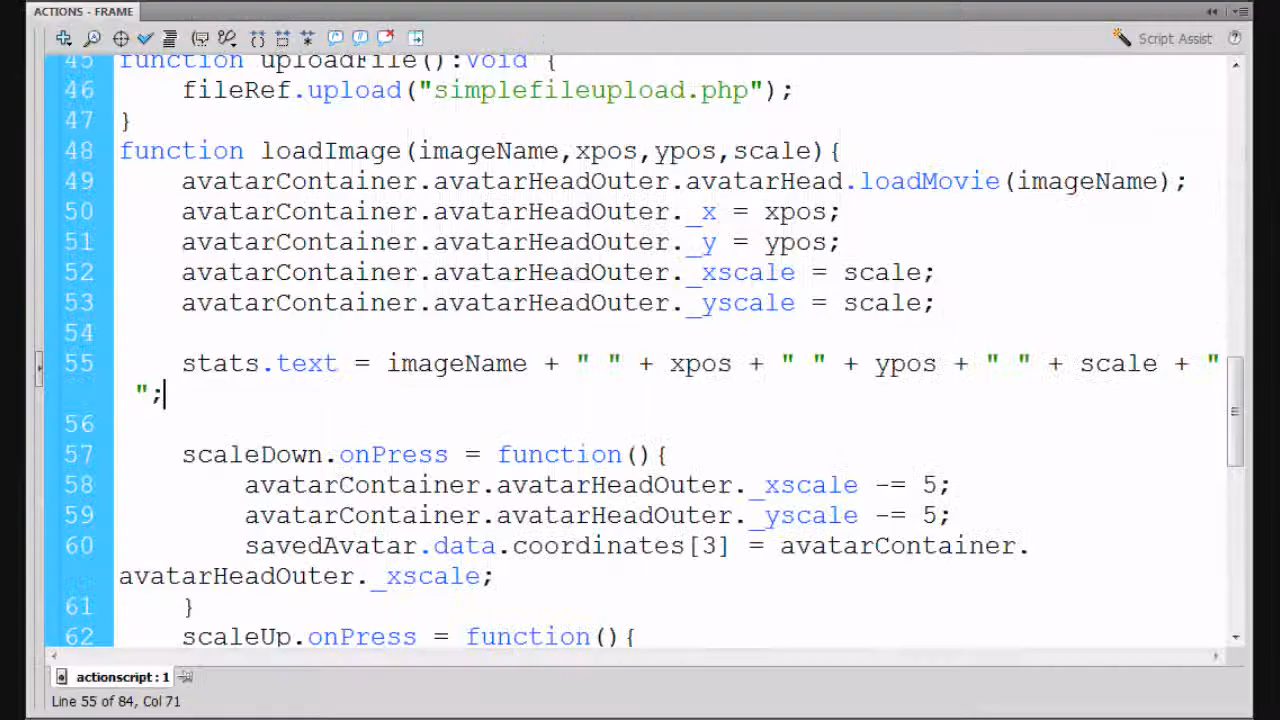 ACTIONS - FRAME
Script Assist
45 function uploadFile():Void {
46 fileRef.upload("simplefileupload.php");
47 }
48 function loadImage(imageName,xpos,ypos,scale){
49 avatarContainer.avatarHeadOuter.avatarHead.loadMovie(imageName);
50 avatarContainer.avatarHeadOuter._x = xpos;
51 avatarContainer.avatarHeadOuter._y = ypos;
52 avatarContainer.avatarHeadOuter._xscale = scale;
53 avatarContainer.avatarHeadOuter._yscale = scale;
54
55 stats.text = imageName + " " + xpos + " " + ypos + " " + scale + "
";
56
57 scaleDown.onPress = function(){
58 avatarContainer.avatarHeadOuter._xscale -= 5;
59 avatarContainer.avatarHeadOuter._yscale -= 5;
60 savedAvatar.data.coordinates[3] = avatarContainer.
avatarHeadOuter._xscale;
61 }
62 scaleUp.onPress = function(){
actionscript : 1
Line 55 of 84, Col 71